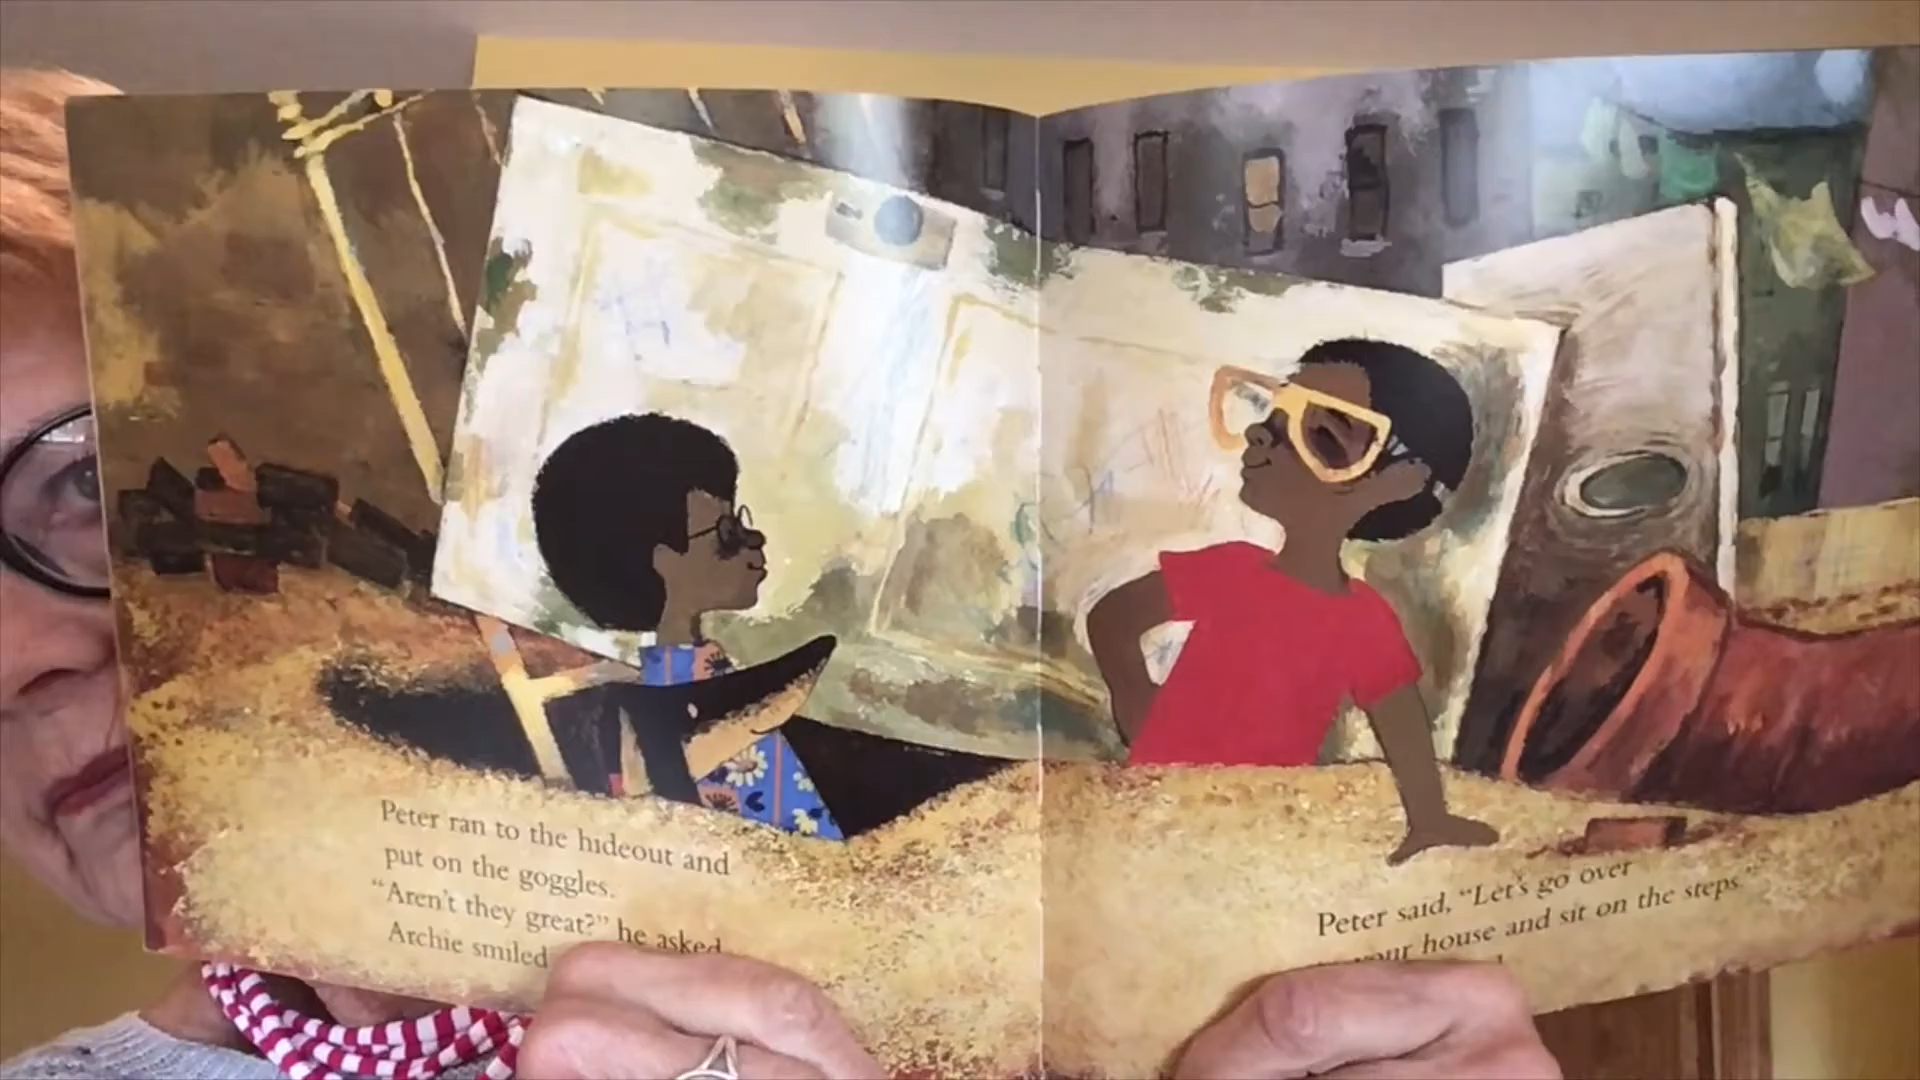 Peter ran to the hideout and
put on the goggles.
“Aren't they great?” he asked.
Archie smiled
Peter said, “Let's go over
your house and sit on the steps.”